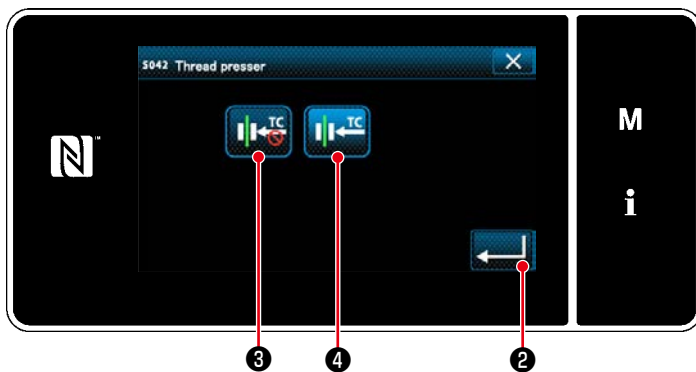 S042 Thread presser
TC
TC
M
i
N
❸
❹
❷